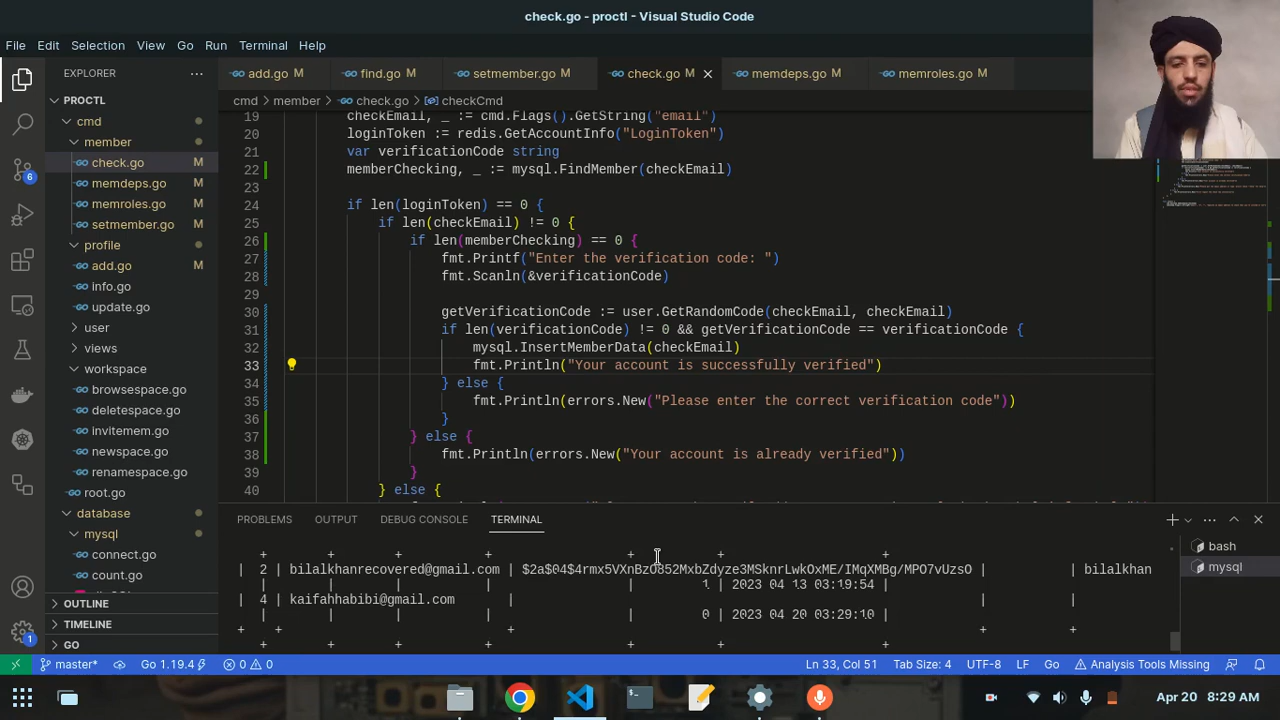 check.go - proctl - Visual Studio Code
File Edit Selection View Go Run Terminal Help
EXPLORER
add.go M find.go M setmember.go M check.go M memdeps.go M memroles.go M
PROCTL
cmd member check.go checkCmd
cmd
member
check.go M
memdeps.go M
memroles.go M
setmember.go M
profile
add.go M
info.go
update.go
user
views
workspace
browsespace.go
deletespace.go
invitemem.go
newspace.go
renamespace.go
root.go
database
mysql
connect.go
count.go
OUTLINE
TIMELINE
GO
6
1
19 checkEmail, _ := cmd.Flags().GetString("email")
20 loginToken := redis.GetAccountInfo("LoginToken")
21 var verificationCode string
22 memberChecking, _ := mysql.FindMember(checkEmail)
23
24 if len(loginToken) == 0 {
25 if len(checkEmail) != 0 {
26 if len(memberChecking) == 0 {
27 fmt.Printf("Enter the verification code: ")
28 fmt.Scanln(&verificationCode)
29
30 getVerificationCode := user.GetRandomCode(checkEmail, checkEmail)
31 if len(verificationCode) != 0 && getVerificationCode == verificationCode {
32 mysql.InsertMemberData(checkEmail)
33 fmt.Println("Your account is successfully verified")
34 } else {
35 fmt.Println(errors.New("Please enter the correct verification code"))
36 }
37 } else {
38 fmt.Println(errors.New("Your account is already verified"))
39 }
40 } else {
PROBLEMS OUTPUT DEBUG CONSOLE TERMINAL
bash
mysql
+ + + + + + +
| 2 | bilalkhanrecovered@gmail.com | $2a$04$4rmx5VXnBzO852MxbZdyze3MSknrLwkOxME/IMqXMBg/MPO7vUzsO | | bilalkhan
| | | | 1 | 2023 04 13 03:19:54 |
| 4 | kaifahhabibi@gmail.com | | |
| | | | 0 | 2023 04 20 03:29:10 |
+ + + + +
+ + + + + + +
master* Go 1.19.4 0 0 Ln 33, Col 51 Tab Size: 4 UTF-8 LF Go Analysis Tools Missing
Apr 20 8:29 AM